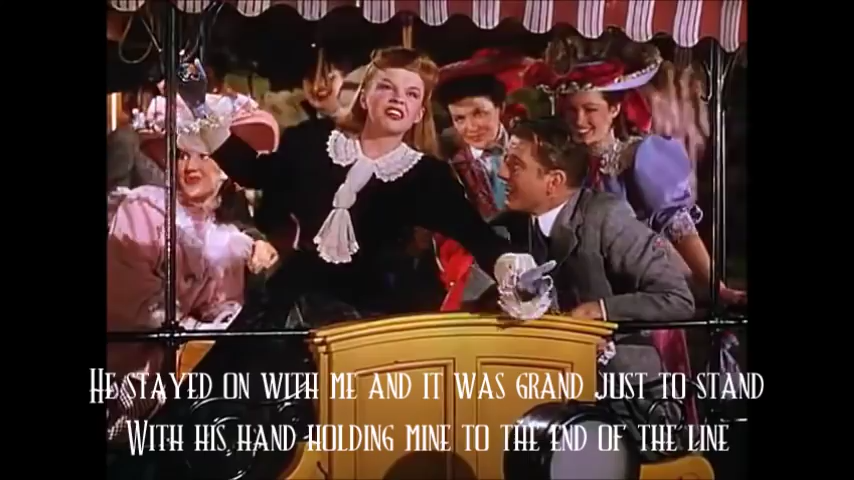 He stayed on with me and it was grand just to stand
With his hand holding mine to the end of the line